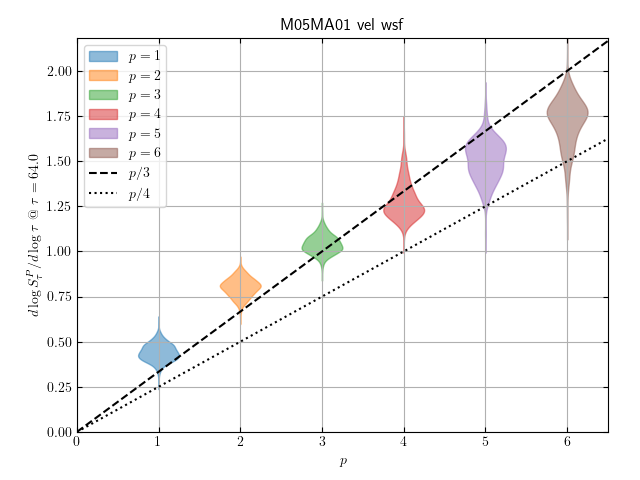 M05MA01 vel wsf
2.00
1.75
1.50
1.25
1.00
0.75
0.50
0.25
0.00
0
1
2
3
4
5
6
p
d log S_τ^P / d log τ @ τ = 64.0
p = 1
p = 2
p = 3
p = 4
p = 5
p = 6
p/3
p/4